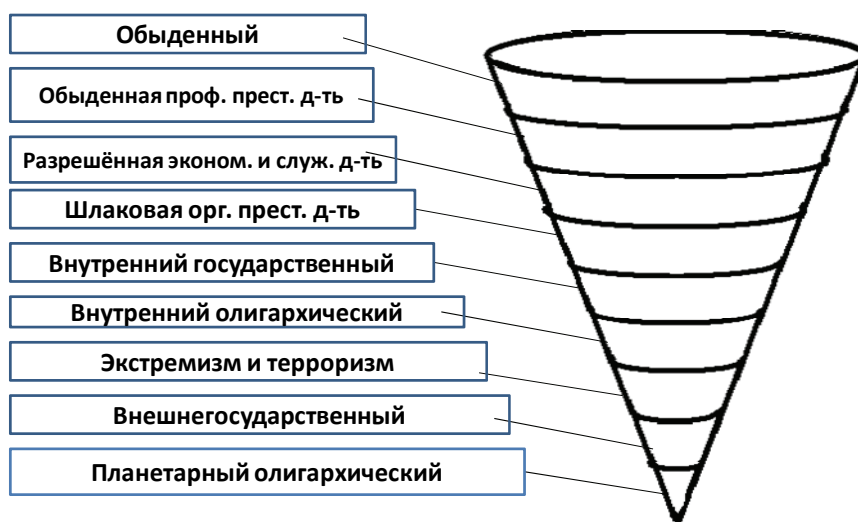 Обыденный
Обыденная проф. прест. д-ть
Разрешённая эконом. и служ. д-ть
Шлаковая орг. прест. д-ть
Внутренний государственный
Внутренний олигархический
Экстремизм и терроризм
Внешнегосударственный
Планетарный олигархический